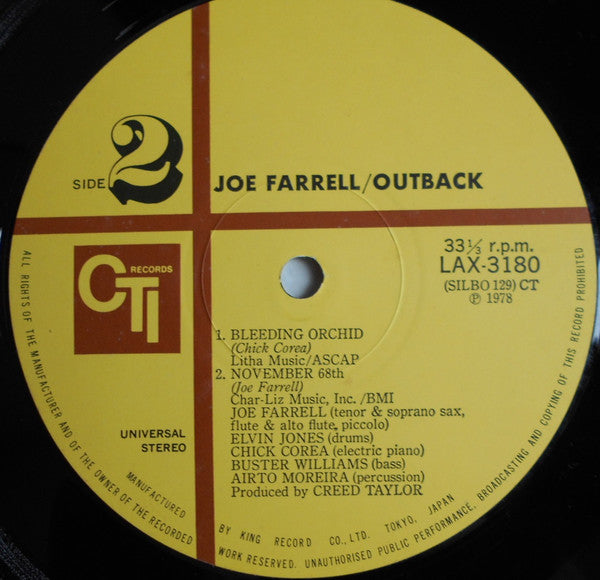 SIDE 2
JOE FARRELL/OUTBACK
CTI
RECORDS
33⅓ r.p.m.
LAX-3180
(SILBO 129) CT
Ⓟ 1978
1. BLEEDING ORCHID
(Chick Corea)
Litha Music/ASCAP
2. NOVEMBER 68th
(Joe Farrell)
Char-Liz Music, Inc. /BMI
JOE FARRELL (tenor & soprano sax,
flute & alto flute, piccolo)
ELVIN JONES (drums)
CHICK COREA (electric piano)
BUSTER WILLIAMS (bass)
AIRTO MOREIRA (percussion)
Produced by CREED TAYLOR
UNIVERSAL
STEREO
MANUFACTURED BY KING RECORD CO., LTD. TOKYO, JAPAN
ALL RIGHTS OF THE MANUFACTURER AND OF THE OWNER OF THE RECORDED WORK RESERVED. UNAUTHORISED PUBLIC PERFORMANCE, BROADCASTING AND COPYING OF THIS RECORD PROHIBITED